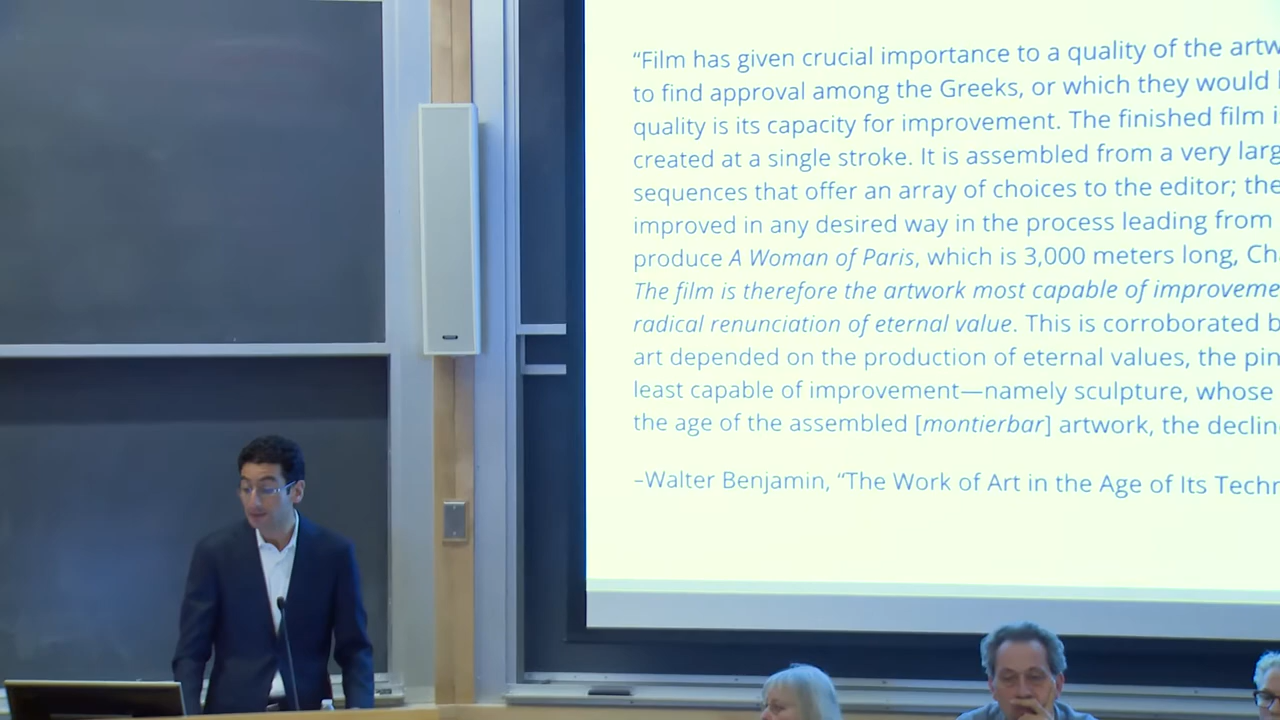 “Film has given crucial importance to a quality of the artw
to find approval among the Greeks, or which they would
quality is its capacity for improvement. The finished film i
created at a single stroke. It is assembled from a very larg
sequences that offer an array of choices to the editor; the
improved in any desired way in the process leading from
produce A Woman of Paris, which is 3,000 meters long, Cha
The film is therefore the artwork most capable of improveme
radical renunciation of eternal value. This is corroborated b
art depended on the production of eternal values, the pin
least capable of improvement—namely sculpture, whose
the age of the assembled [montierbar] artwork, the declin
–Walter Benjamin, “The Work of Art in the Age of Its Techn